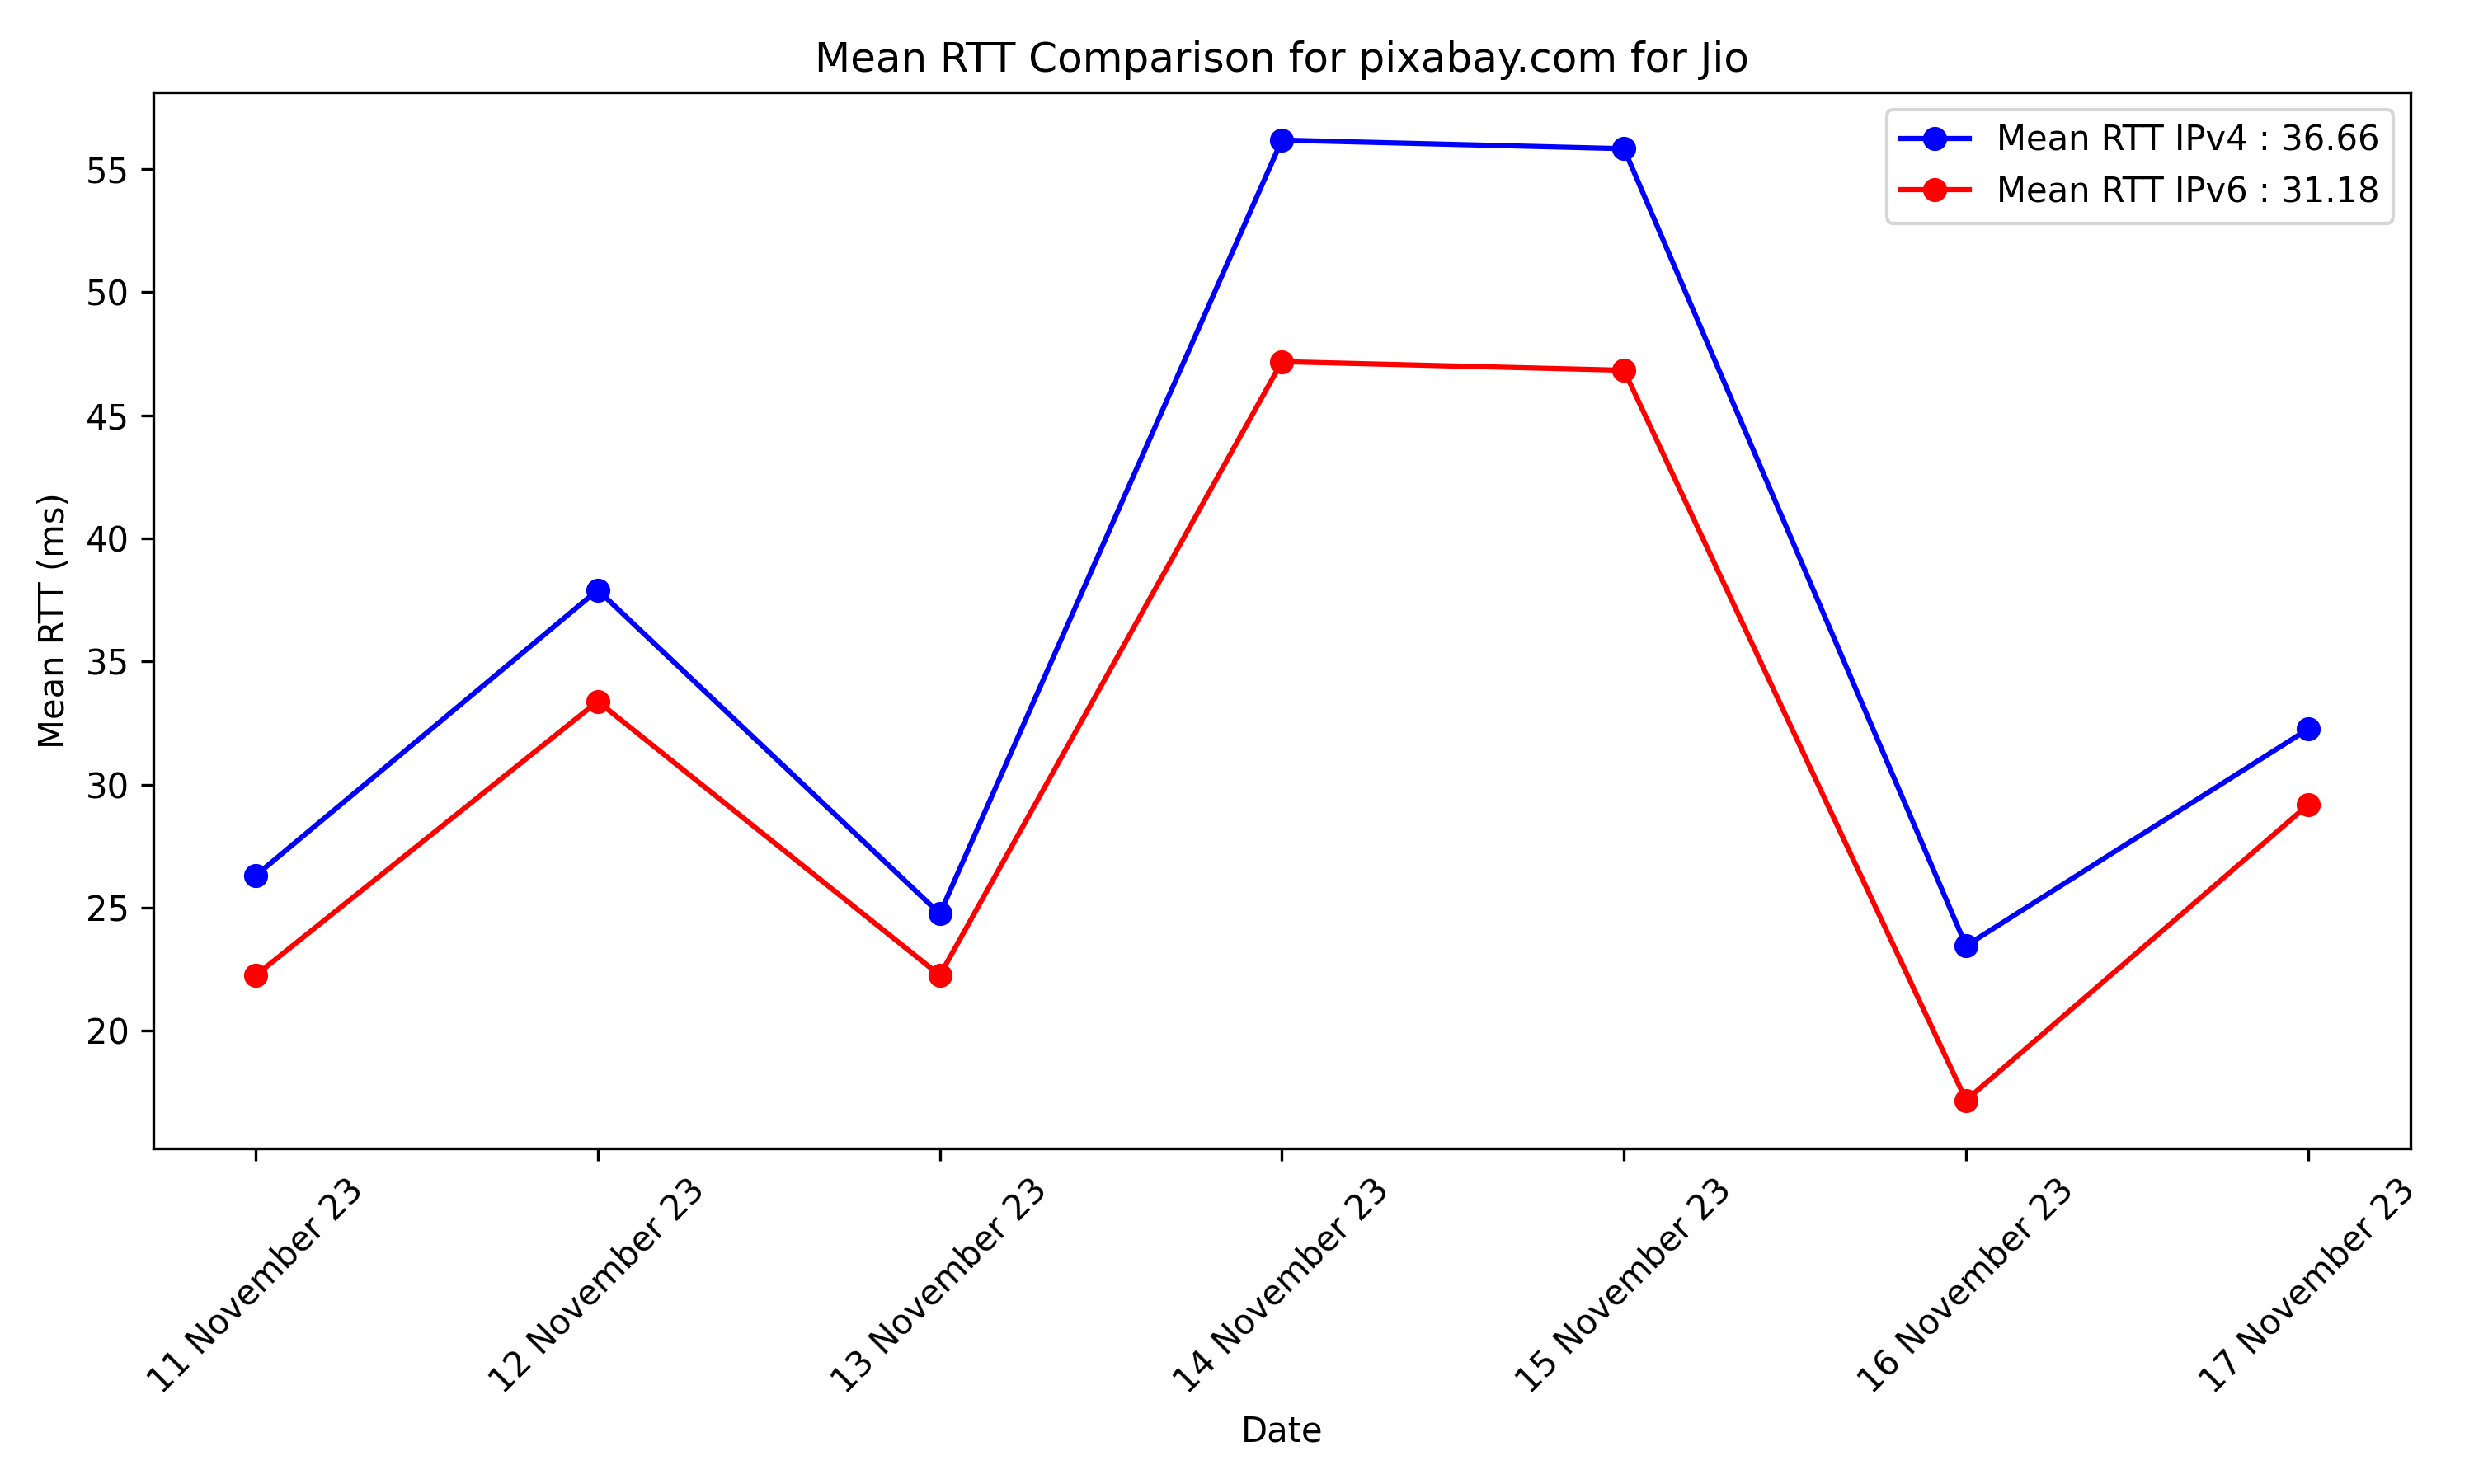 Mean RTT Comparison for pixabay.com for Jio
Mean RTT IPv4 : 36.66
Mean RTT IPv6 : 31.18
Mean RTT (ms)
55
50
45
40
35
30
25
20
11 November 23
12 November 23
13 November 23
14 November 23
15 November 23
16 November 23
17 November 23
Date